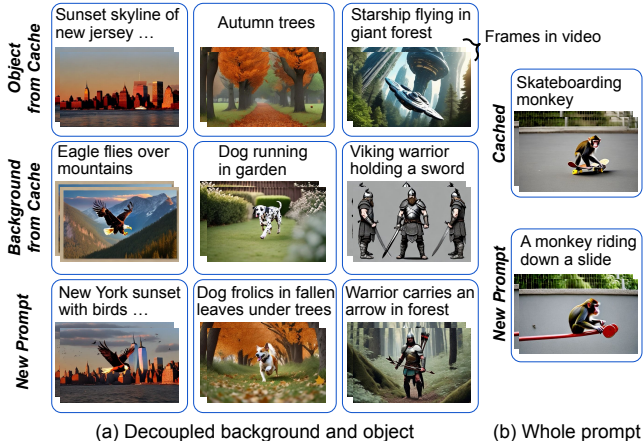 Object
from Cache
Sunset skyline of
new jersey ...
Autumn trees
Starship flying in
giant forest
Frames in video
Background
from Cache
Eagle flies over
mountains
Dog running
in garden
Viking warrior
holding a sword
New Prompt
New York sunset
with birds ...
Dog frolics in fallen
leaves under trees
Warrior carries an
arrow in forest
(a) Decoupled background and object
Cached
Skateboarding
monkey
New Prompt
A monkey riding
down a slide
(b) Whole prompt